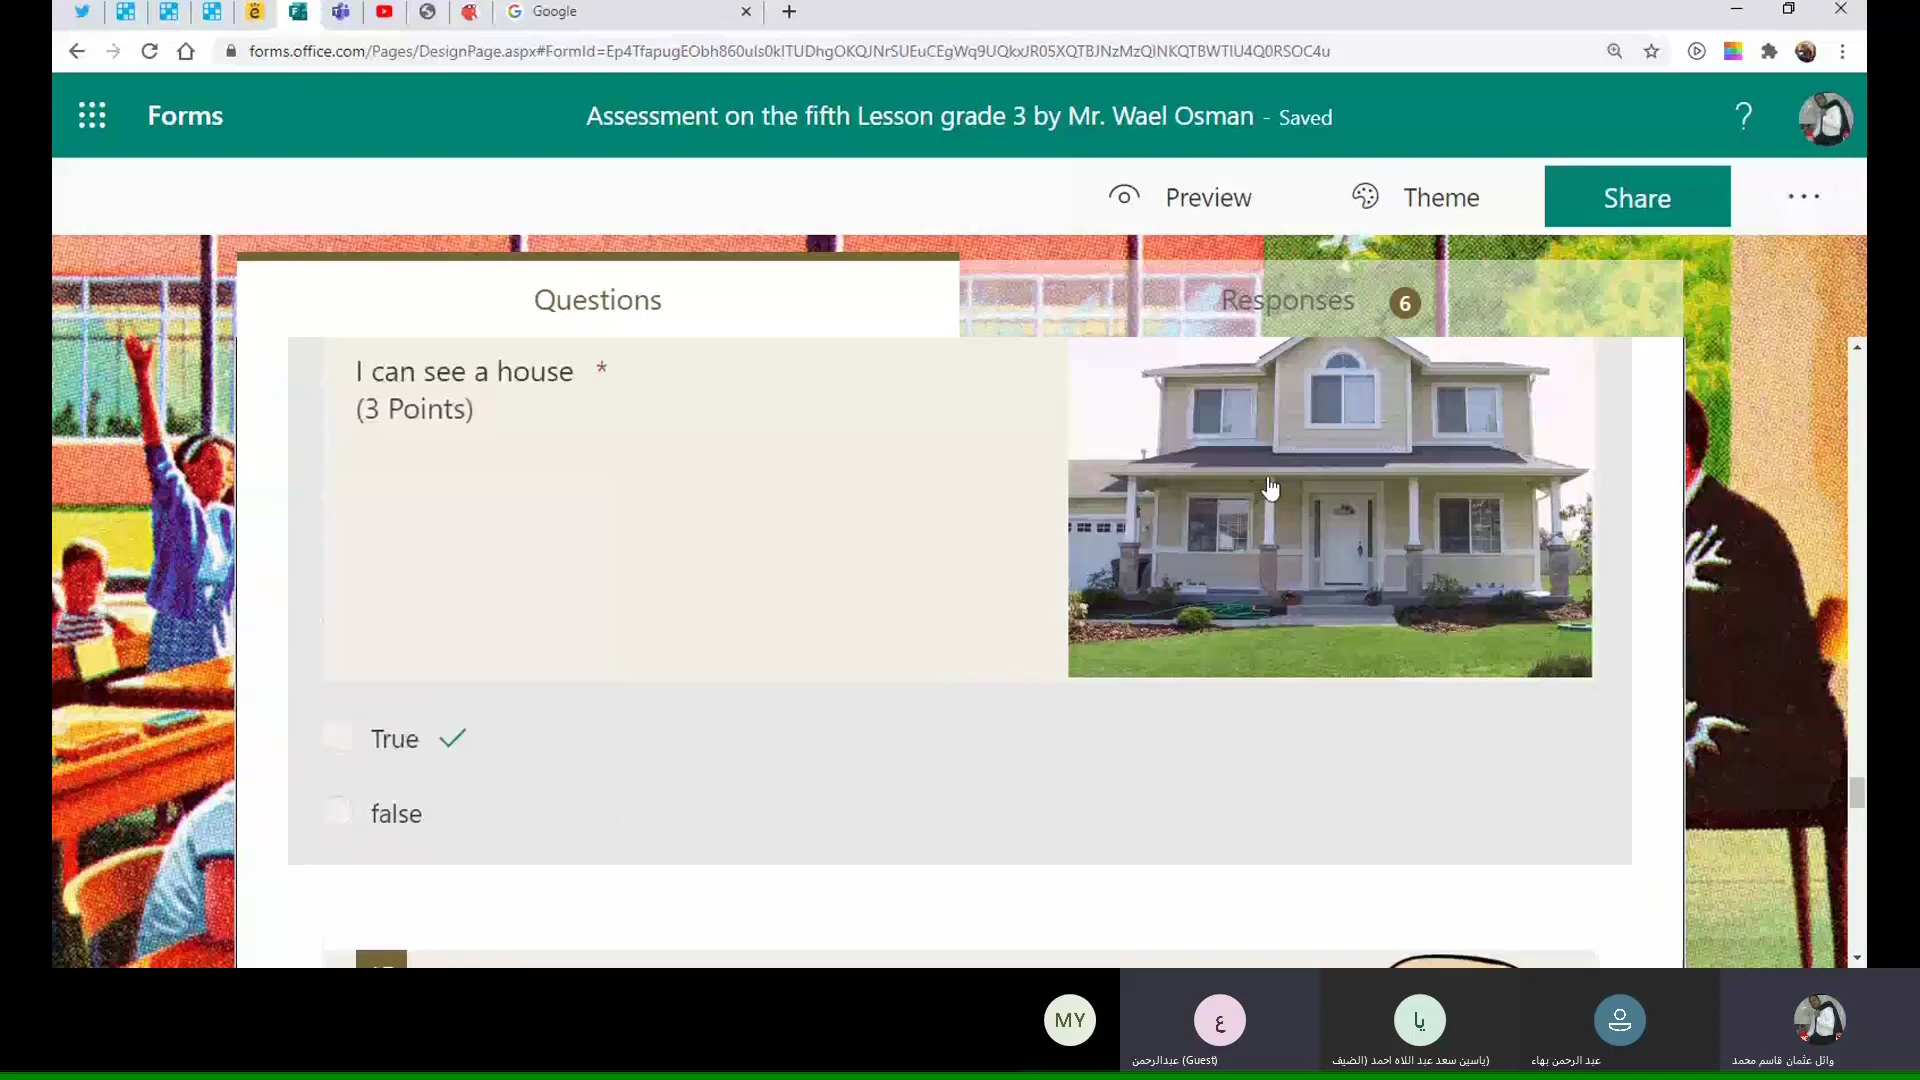 Google
forms.office.com/Pages/DesignPage.aspx#FormId=Ep4TfapugEObh860uls0klTUDhgOKQJNrSUEuCEgWq9UQkxJR05XQTBJNzMzQlNKQTBWTlU4Q0RSOC4u
Forms
Assessment on the fifth Lesson grade 3 by Mr. Wael Osman - Saved
?
Preview
Theme
Share
Questions
Responses 6
I can see a house *
(3 Points)
True
false
MY
ع
يا
عبدالرحمن (Guest)
ياسين سعد عبد اللاه احمد (الضيف)
عبد الرحمن بهاء
وائل عثمان قاسم محمد